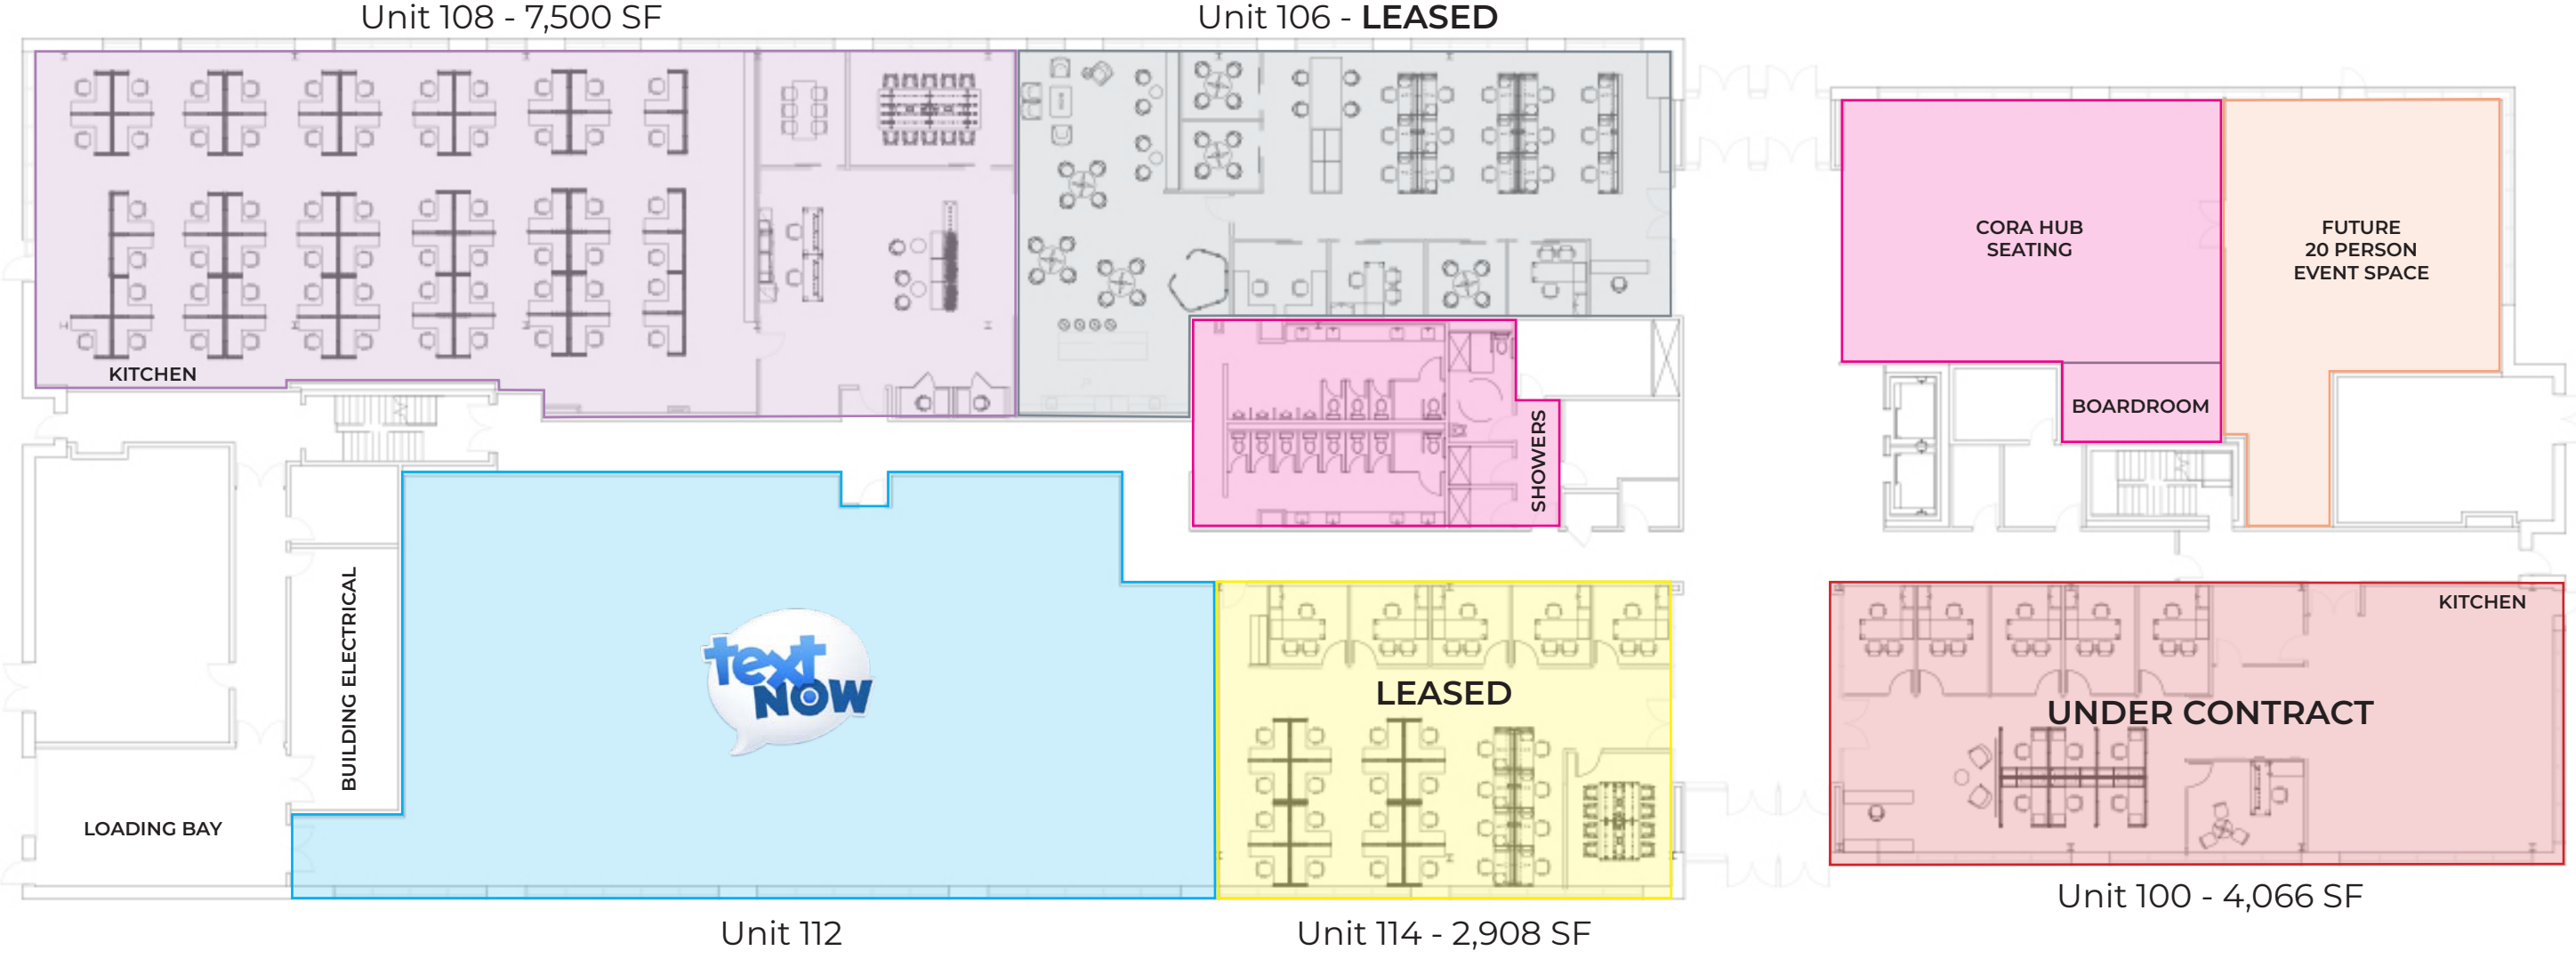 Unit 108 - 7,500 SF
Unit 106 - LEASED
KITCHEN
CORA HUB
SEATING
FUTURE
20 PERSON
EVENT SPACE
BOARDROOM
SHOWERS
BUILDING ELECTRICAL
LOADING BAY
text
NOW
LEASED
KITCHEN
UNDER CONTRACT
Unit 112
Unit 114 - 2,908 SF
Unit 100 - 4,066 SF